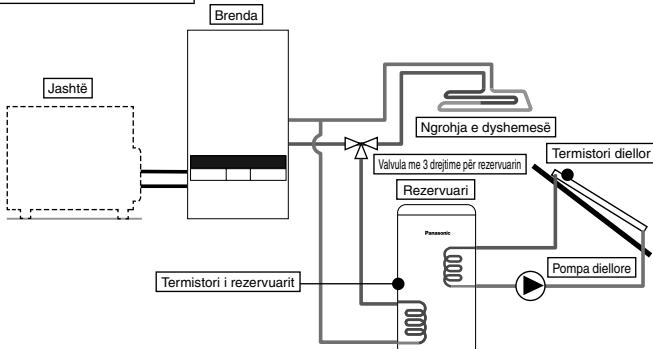 Brenda
Jashtë
Ngrohja e dyshemesë
Termistori diellor
Valvula me 3 drejtime për rezervuarin
Rezervuari
Panasonic
Pompa diellore
Termistori i rezervuarit